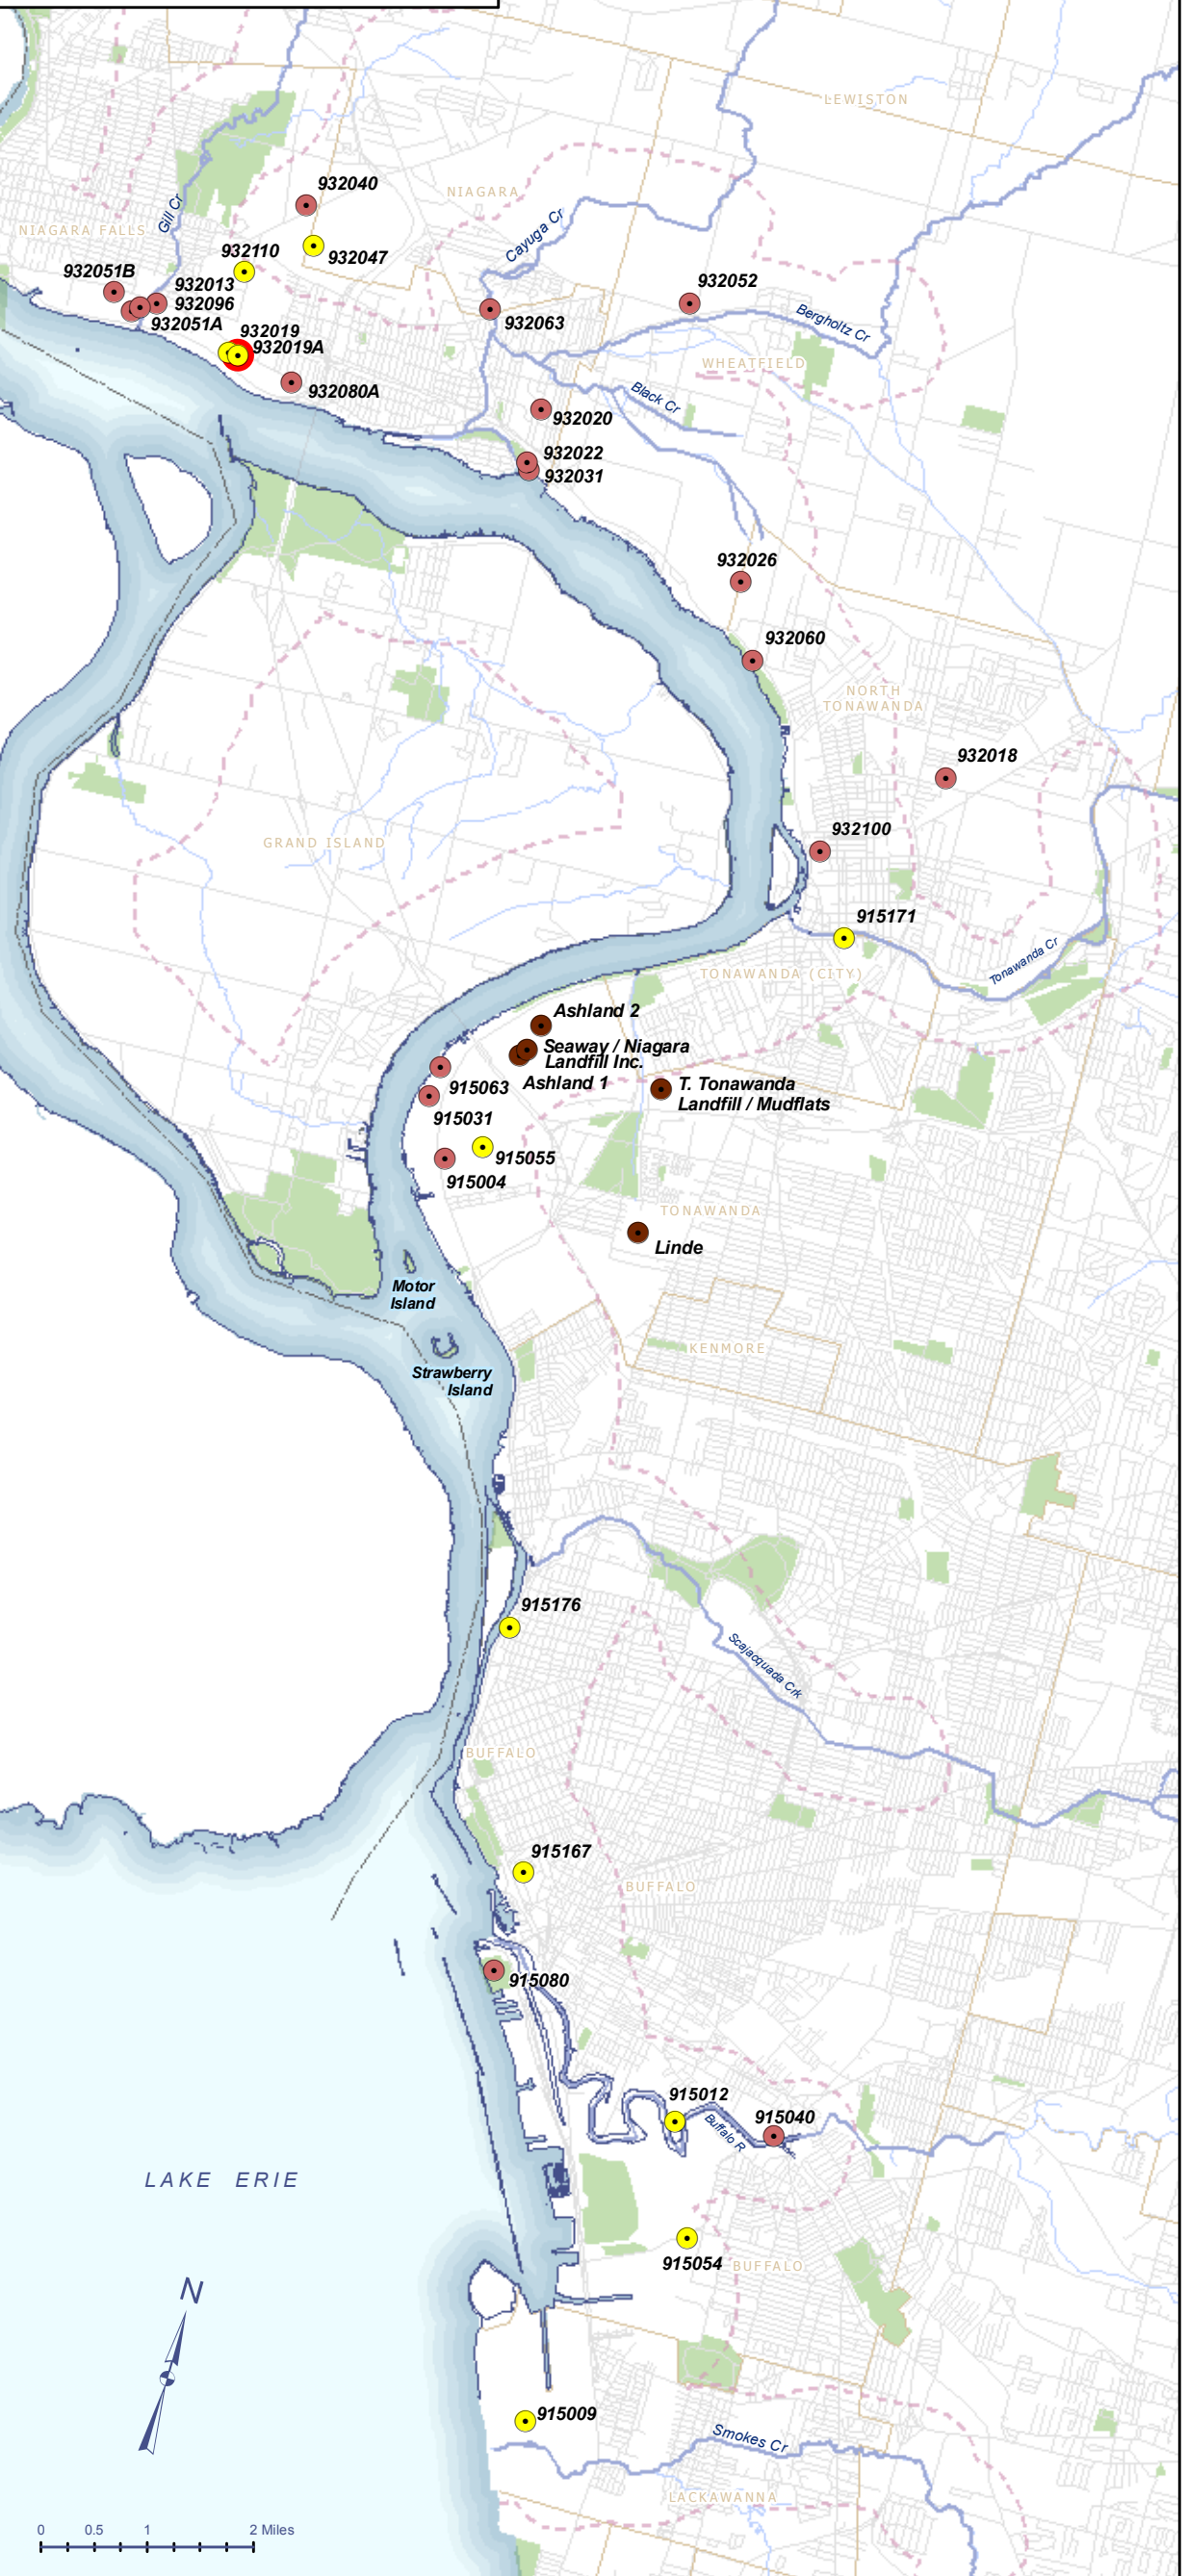 LEWISTON
932040
NIAGARA
Gill Cr
Cayuga Cr
NIAGARA FALLS
932110
932047
932051B
932013
932096
932051A
932052
932063
Bergholtz Cr
932019
932019A
WHEATFIELD
932080A
Black Cr
932020
932022
932031
932026
932060
NORTH
TONAWANDA
932018
932100
GRAND ISLAND
915171
Tonawanda Cr
TONAWANDA (CITY)
Ashland 2
Seaway / Niagara
Landfill Inc.
Ashland 1
T. Tonawanda
Landfill / Mudflats
915063
915031
915055
915004
TONAWANDA
Linde
Motor
Island
KENMORE
Strawberry
Island
915176
Scajacquada Crk
BUFFALO
915167
BUFFALO
915080
915012
915040
Buffalo R
LAKE ERIE
915054
BUFFALO
N
915009
Smokes Cr
LACKAWANNA
0 0.5 1 2 Miles